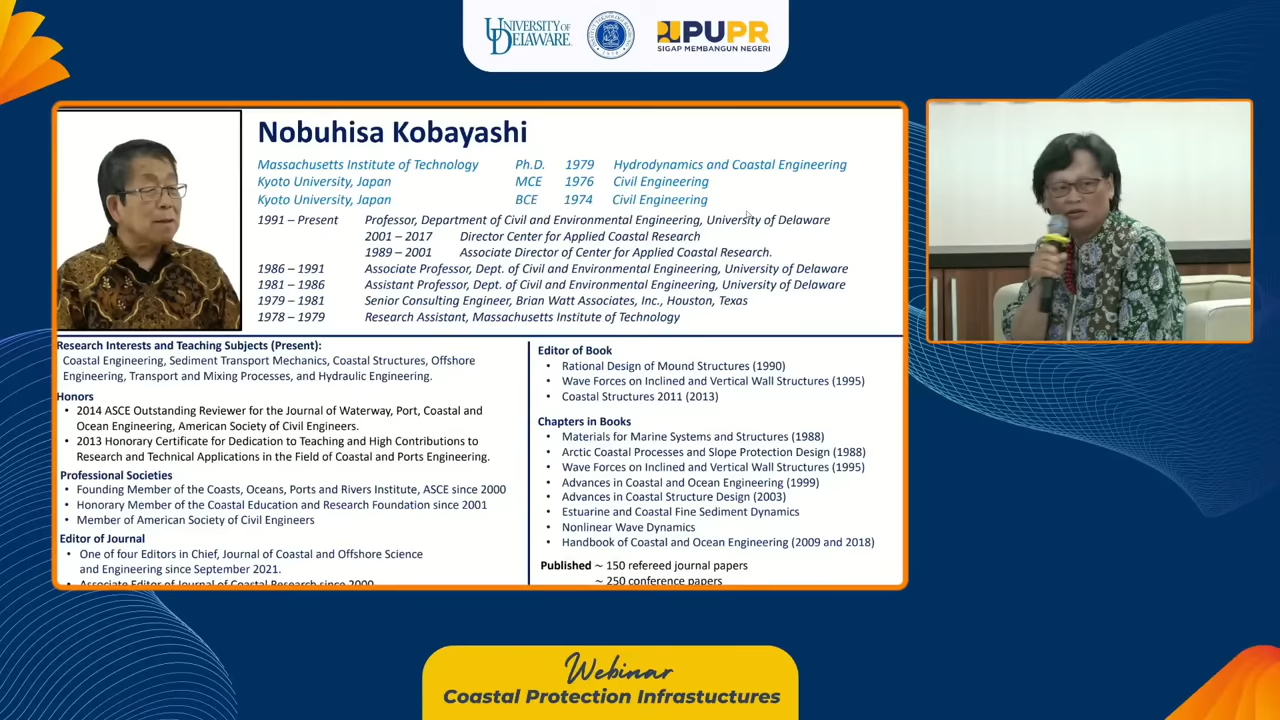 UNIVERSITY OF
DELAWARE
PUPR
SIGAP MEMBANGUN NEGERI
Nobuhisa Kobayashi
Massachusetts Institute of Technology Ph.D. 1979 Hydrodynamics and Coastal Engineering
Kyoto University, Japan MCE 1976 Civil Engineering
Kyoto University, Japan BCE 1974 Civil Engineering
1991 – Present Professor, Department of Civil and Environmental Engineering, University of Delaware
2001 – 2017 Director Center for Applied Coastal Research
1989 – 2001 Associate Director of Center for Applied Coastal Research.
1986 – 1991 Associate Professor, Dept. of Civil and Environmental Engineering, University of Delaware
1981 – 1986 Assistant Professor, Dept. of Civil and Environmental Engineering, University of Delaware
1979 – 1981 Senior Consulting Engineer, Brian Watt Associates, Inc., Houston, Texas
1978 – 1979 Research Assistant, Massachusetts Institute of Technology
Research Interests and Teaching Subjects (Present):
Coastal Engineering, Sediment Transport Mechanics, Coastal Structures, Offshore
Engineering, Transport and Mixing Processes, and Hydraulic Engineering.
Honors
• 2014 ASCE Outstanding Reviewer for the Journal of Waterway, Port, Coastal and
Ocean Engineering, American Society of Civil Engineers.
• 2013 Honorary Certificate for Dedication to Teaching and High Contributions to
Research and Technical Applications in the Field of Coastal and Ports Engineering.
Professional Societies
• Founding Member of the Coasts, Oceans, Ports and Rivers Institute, ASCE since 2000
• Honorary Member of the Coastal Education and Research Foundation since 2001
• Member of American Society of Civil Engineers
Editor of Journal
• One of four Editors in Chief, Journal of Coastal and Offshore Science
and Engineering since September 2021.
• Associate Editor of Journal of Coastal Research since 2000
Editor of Book
• Rational Design of Mound Structures (1990)
• Wave Forces on Inclined and Vertical Wall Structures (1995)
• Coastal Structures 2011 (2013)
Chapters in Books
• Materials for Marine Systems and Structures (1988)
• Arctic Coastal Processes and Slope Protection Design (1988)
• Wave Forces on Inclined and Vertical Wall Structures (1995)
• Advances in Coastal and Ocean Engineering (1999)
• Advances in Coastal Structure Design (2003)
• Estuarine and Coastal Fine Sediment Dynamics
• Nonlinear Wave Dynamics
• Handbook of Coastal and Ocean Engineering (2009 and 2018)
Published ~ 150 refereed journal papers
~ 250 conference papers
Webinar
Coastal Protection Infrastuctures